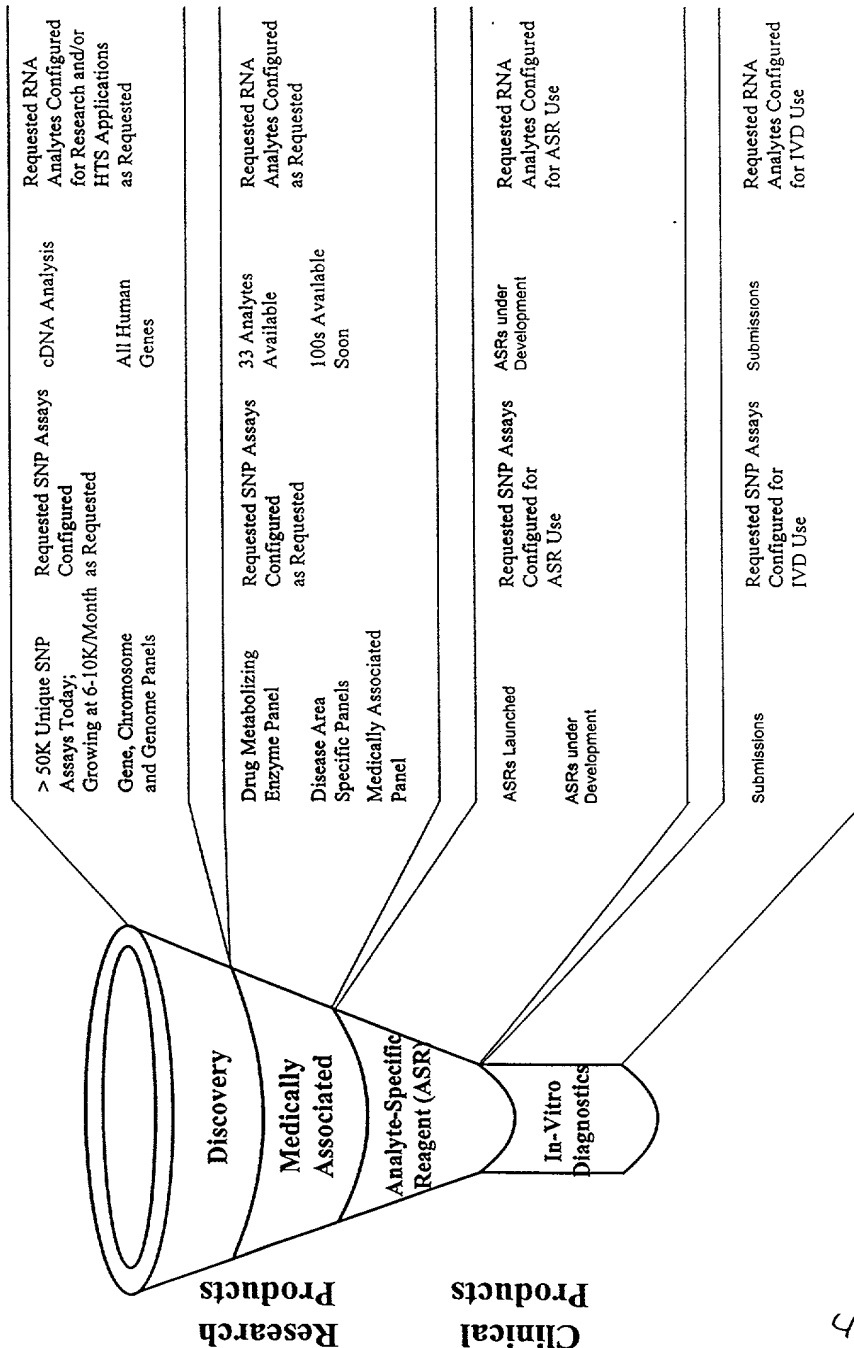 Research
Products
Clinical
Products
Discovery
Medically
Associated
Analyte-Specific
Reagent (ASR)
In-Vitro
Diagnostics
> 50K Unique SNP
Assays Today;
Growing at 6-10K/Month
Gene, Chromosome
and Genome Panels
Requested SNP Assays
Configured
as Requested
cDNA Analysis
All Human
Genes
Requested RNA
Analytes Configured
for Research and/or
HTS Applications
as Requested
Drug Metabolizing
Enzyme Panel
Disease Area
Specific Panels
Medically Associated
Panel
Requested SNP Assays
Configured
as Requested
33 Analytes
Available
100s Available
Soon
Requested RNA
Analytes Configured
as Requested
ASRs Launched
ASRs under
Development
Requested SNP Assays
Configured for
ASR Use
ASRs under
Development
Requested RNA
Analytes Configured
for ASR Use
Submissions
Requested SNP Assays
Configured for
IVD Use
Submissions
Requested RNA
Analytes Configured
for IVD Use